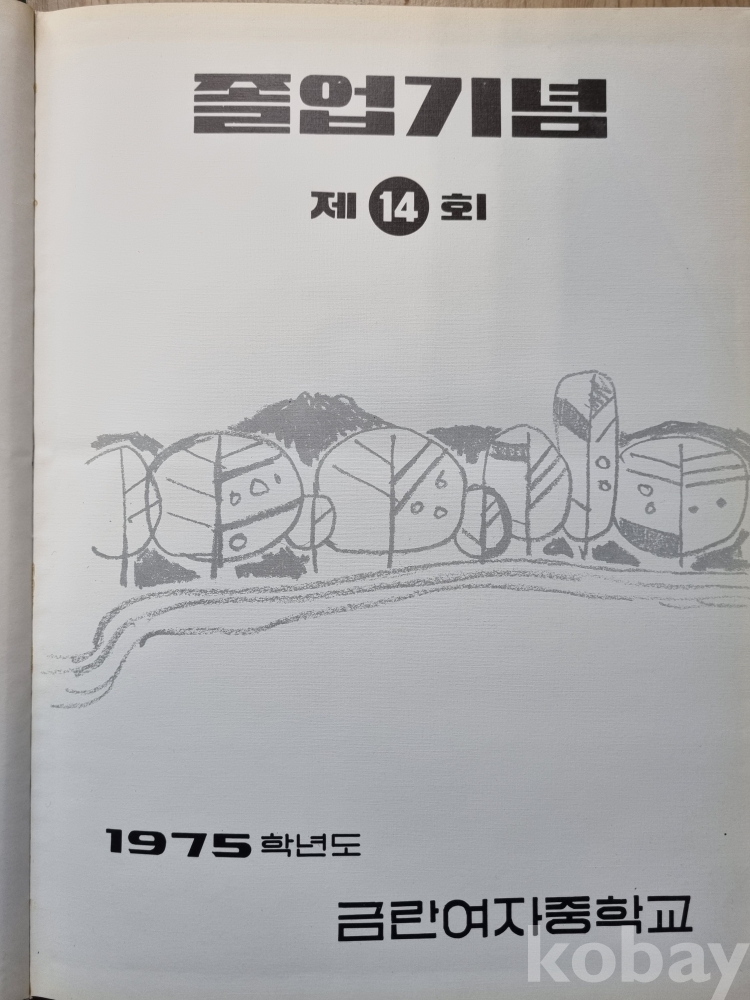 졸업기념
제 14 회
1975 학년도
금란여자중학교
kobay